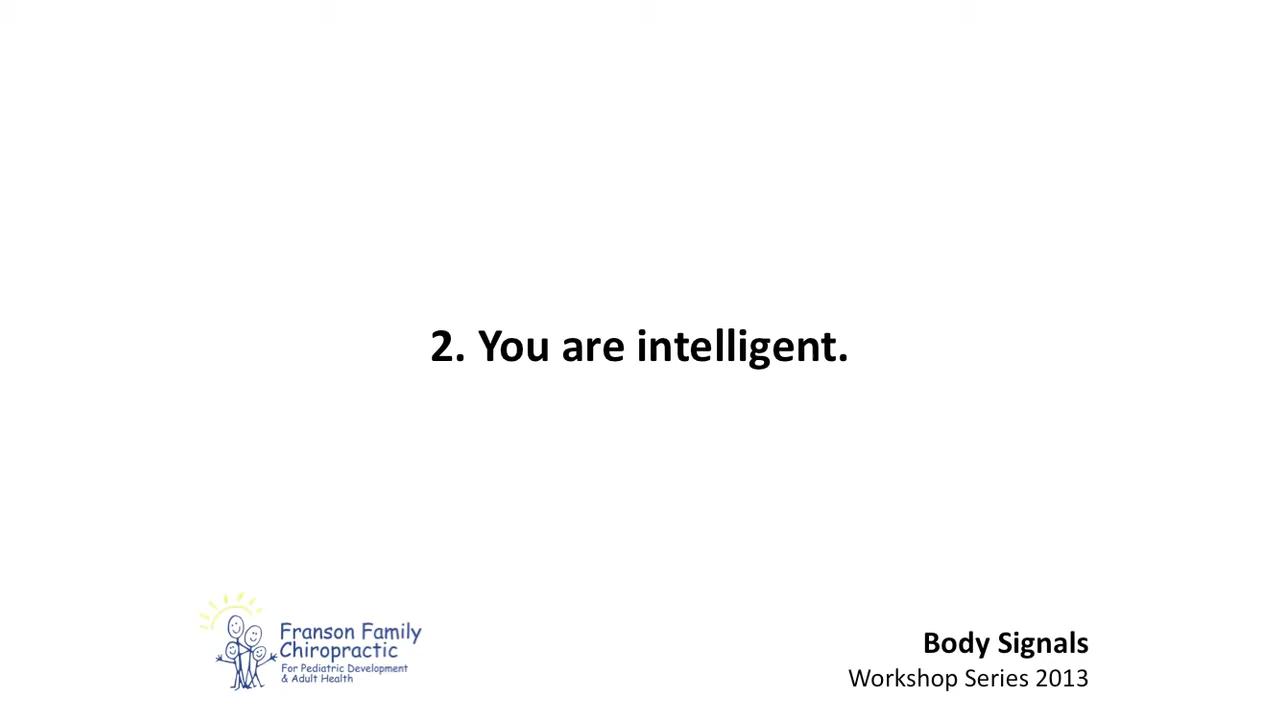 2. You are intelligent.
Franson Family
Chiropractic
For Pediatric Development
& Adult Health
Body Signals
Workshop Series 2013